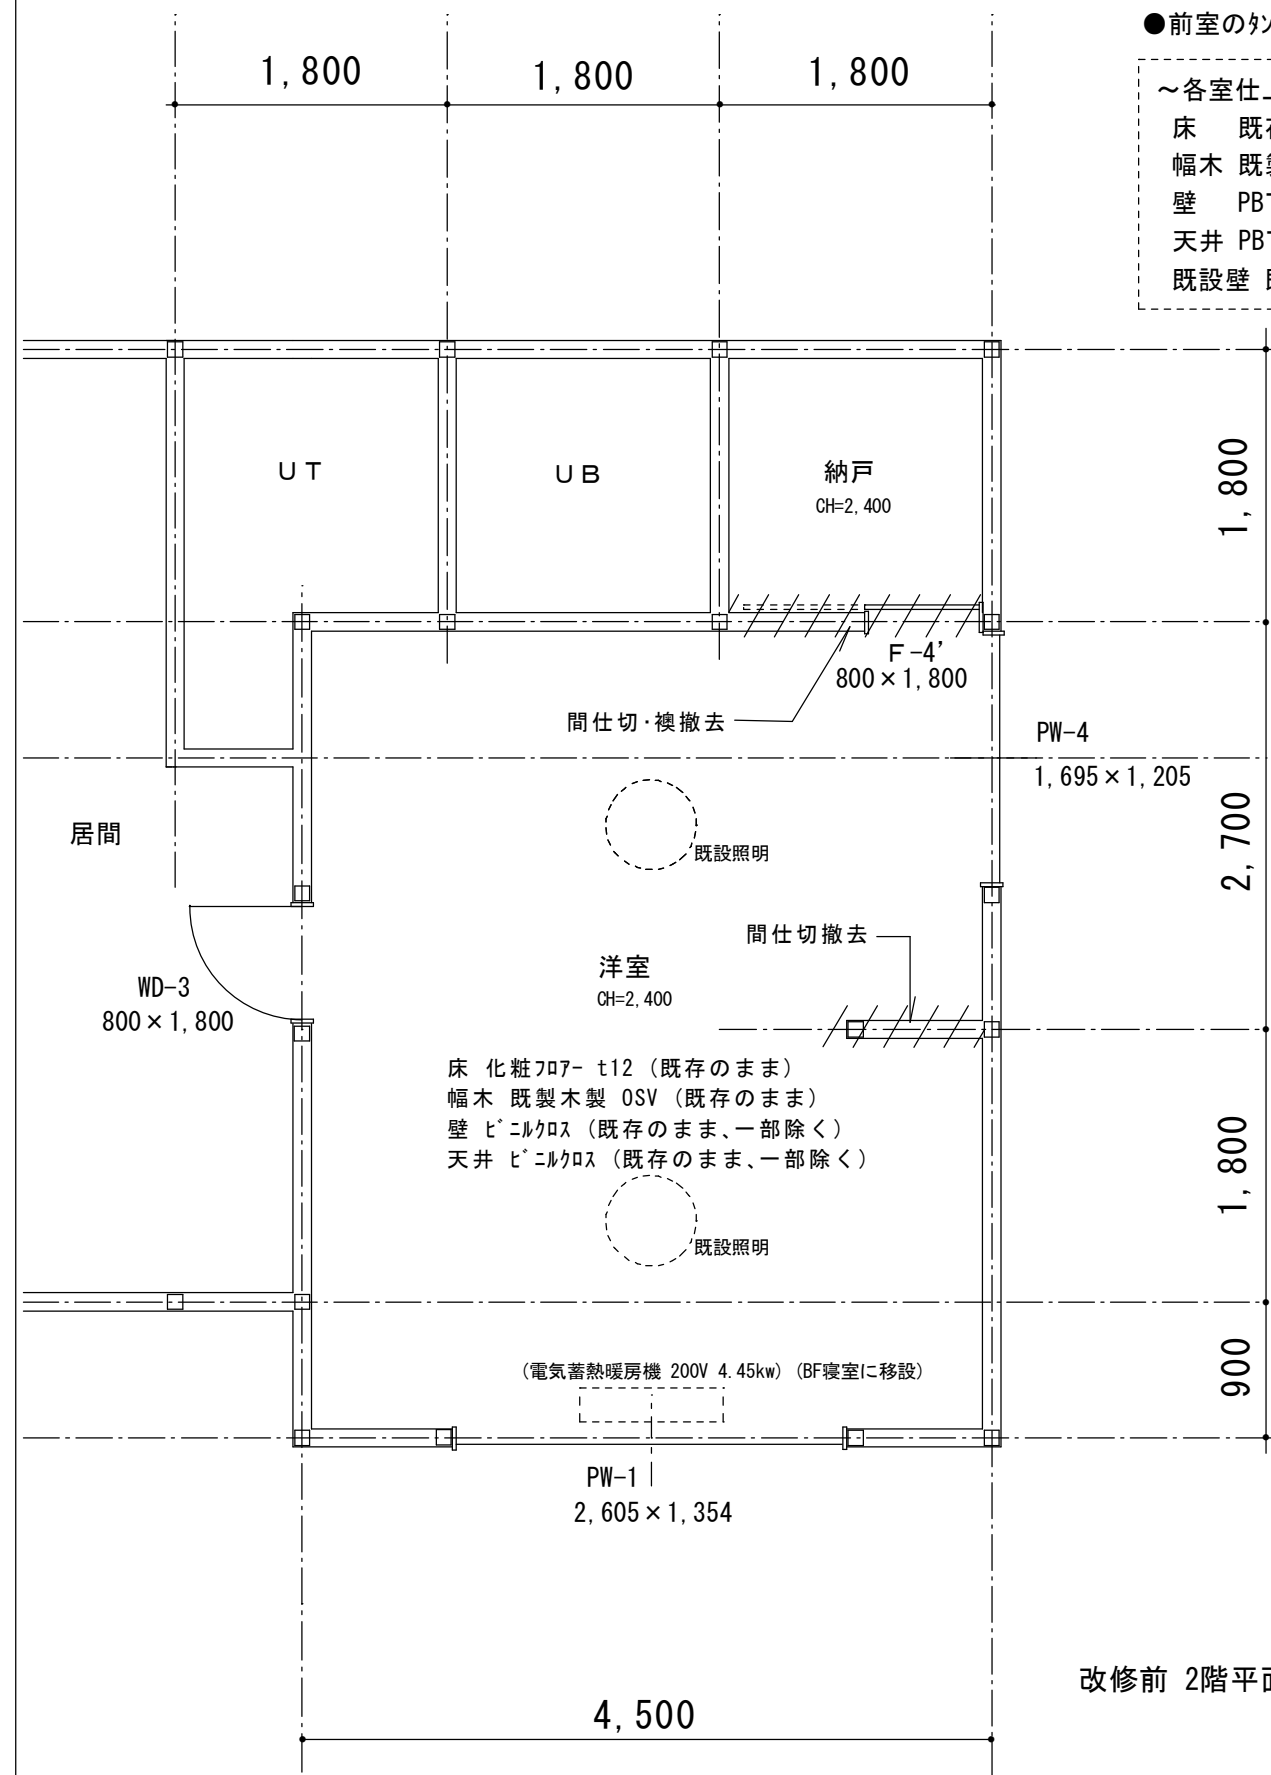 ●前室のﾀﾝ
1,800
1,800
1,800
～各室仕上
床 既存
幅木 既製
壁 PBT
天井 PBT
既設壁
1,800
UT
UB
納戸
CH=2,400
F-4’
800×1,800
間仕切・襖撤去
PW-4
1,695×1,205
2,700
居間
既設照明
間仕切撤去
洋室
CH=2,400
WD-3
800×1,800
床 化粧ﾌﾛｱｰ t12 (既存のまま)
幅木 既製木製 OSV (既存のまま)
壁 ﾋﾞﾆﾙｸﾛｽ (既存のまま、一部除く)
天井 ﾋﾞﾆﾙｸﾛｽ (既存のまま、一部除く)
1,800
既設照明
900
(電気蓄熱暖房機 200V 4.45kw) (BF寝室に移設)
PW-1
2,605×1,354
改修前 2階平面
4,500